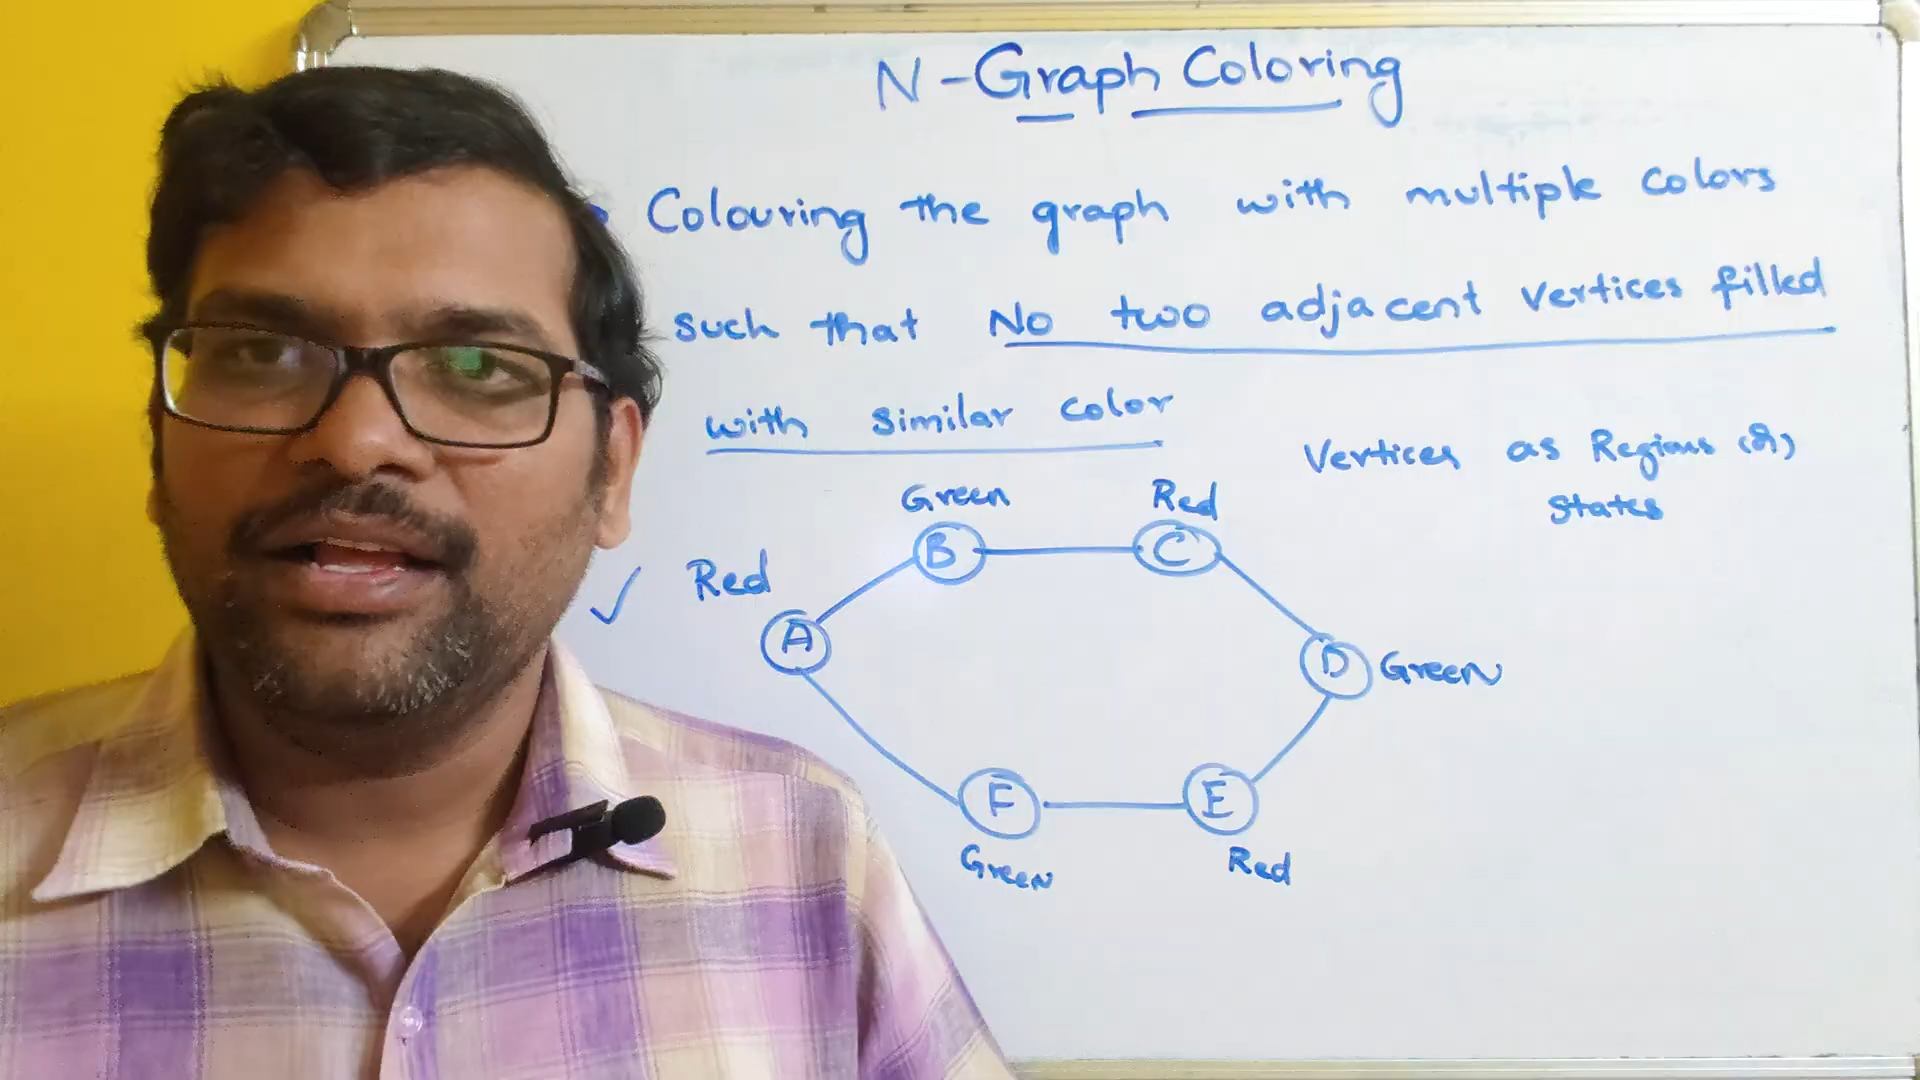 N-Graph Coloring
Colouring the graph with multiple colors
such that No two adjacent vertices filled
with similar color
Vertices as Regions (or)
states
Green
Red
B
C
Red
A
D
Green
F
E
Green
Red